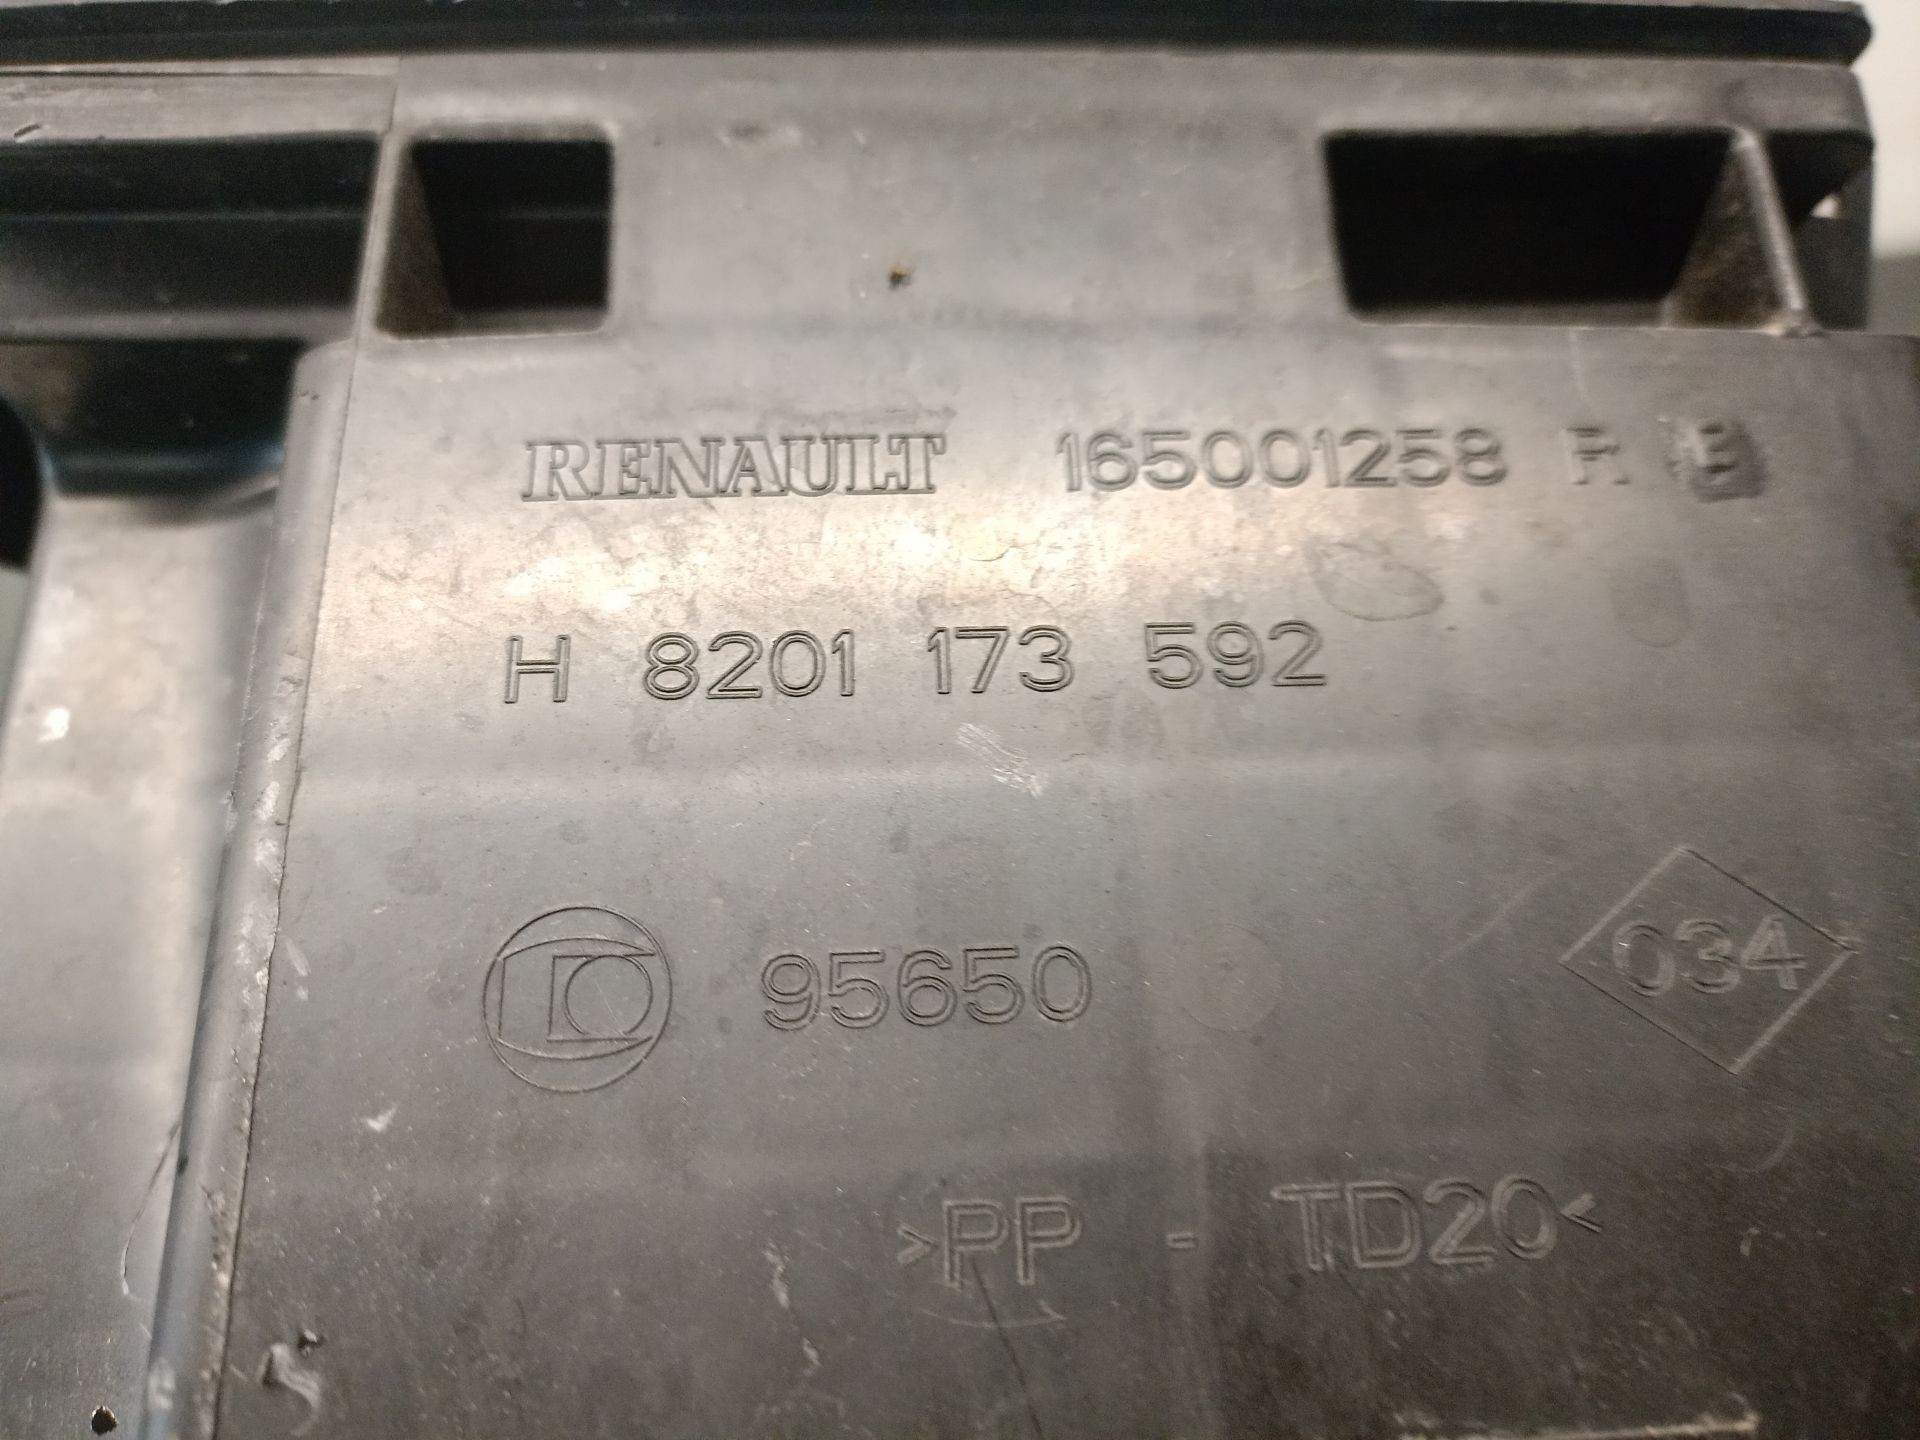 RENAULT 165001258 R B
H 8201 173 592
95650
034
>PP - TD20<